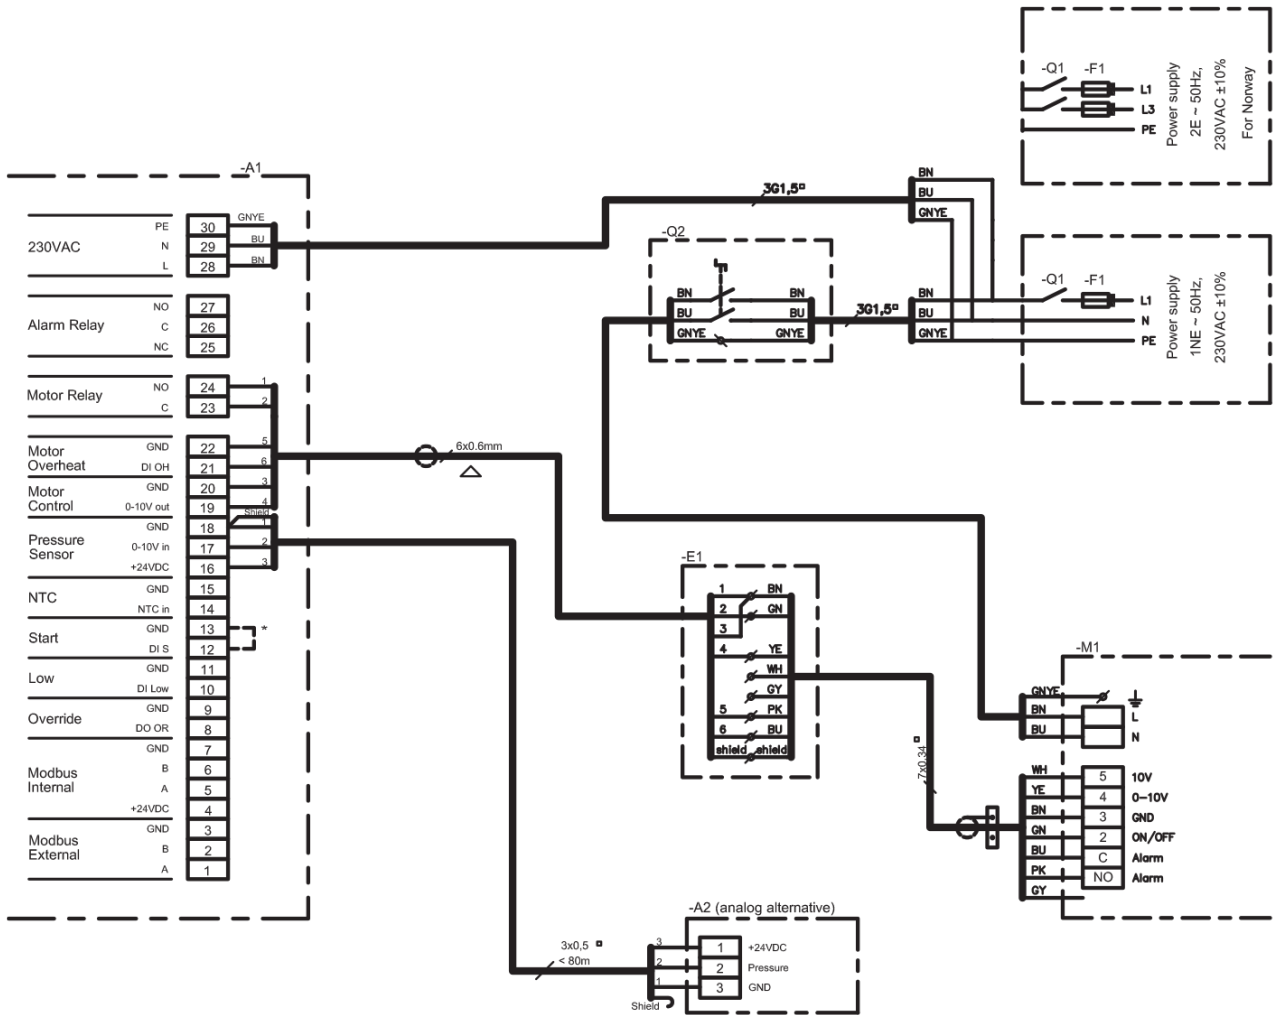 -Q1 -F1
L1
L3
PE
Power supply
2E ~ 50Hz,
230VAC ±10%
For Norway
-A1
230VAC
PE 30 GNYE
N 29 BU
L 28 BN
Alarm Relay
NO 27
C 26
NC 25
Motor Relay
NO 24 1
C 23 2
Motor
Overheat
GND 22 5
DI OH 21 6
Motor
Control
GND 20 3
0-10V out 19 4
Shield
Pressure
Sensor
GND 18 1
0-10V in 17 2
+24VDC 16 3
NTC
GND 15
NTC in 14
Start
GND 13 *
DI S 12
Low
GND 11
DI Low 10
Override
GND 9
DO OR 8
Modbus
Internal
GND 7
B 6
A 5
+24VDC 4
Modbus
External
GND 3
B 2
A 1
3G1,5
BN
BU
GNYE
-Q2
BN BN
BU BU
GNYE GNYE
3G1,5
BN
BU
GNYE
-Q1 -F1
L1
N
PE
Power supply
1NE ~ 50Hz,
230VAC ±10%
6x0.6mm
-E1
1 BN
2 GN
3
4 YE
WH
GY
5 PK
6 BU
shield shield
7x0,34
-M1
GNYE
BN L
BU N
WH 5 10V
YE 4 0-10V
BN 3 GND
GN 2 ON/OFF
BU C Alarm
PK NO Alarm
GY
3x0,5
< 80m
-A2 (analog alternative)
3 1 +24VDC
2 2 Pressure
1 3 GND
Shield